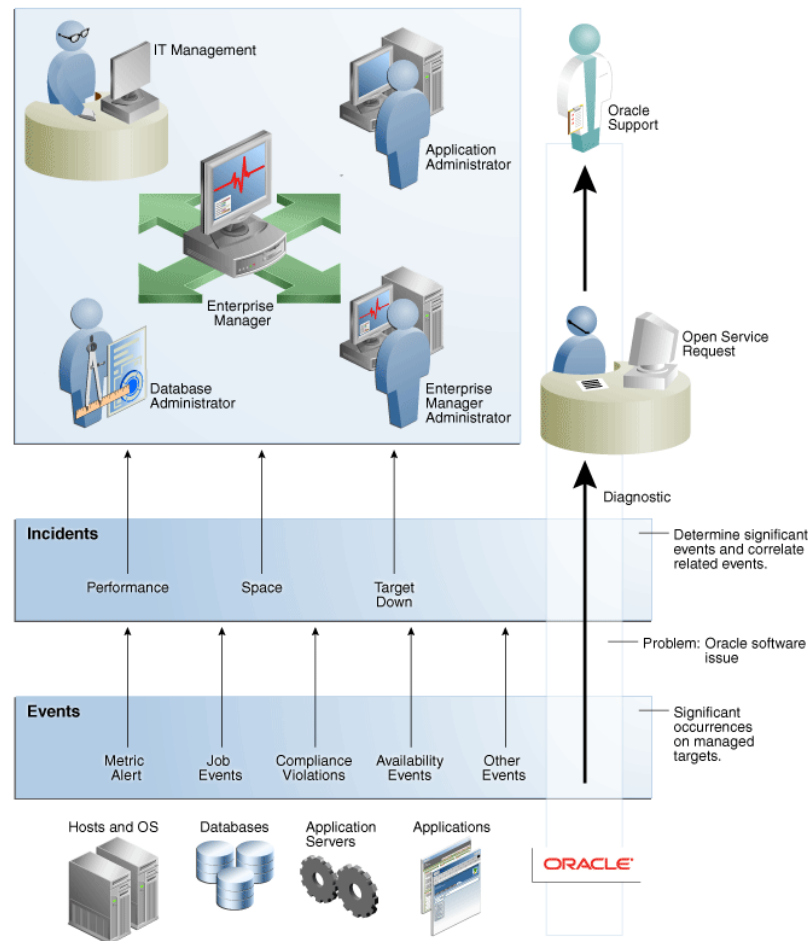 IT Management
Application
Administrator
Oracle
Support
Enterprise
Manager
Open Service
Request
Database
Administrator
Enterprise
Manager
Administrator
Diagnostic
Incidents
Performance
Space
Target
Down
Determine significant
events and correlate
related events.
Problem: Oracle software
issue
Events
Metric
Alert
Job
Events
Compliance
Violations
Availability
Events
Other
Events
Significant
occurrences
on managed
targets.
Hosts and OS
Databases
Application
Servers
Applications
ORACLE